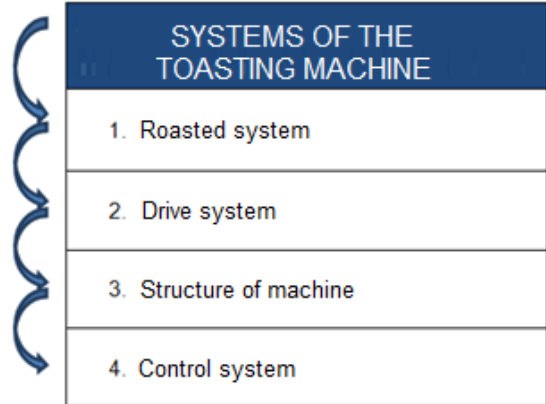 SYSTEMS OF THE
TOASTING MACHINE
1. Roasted system
2. Drive system
3. Structure of machine
4. Control system